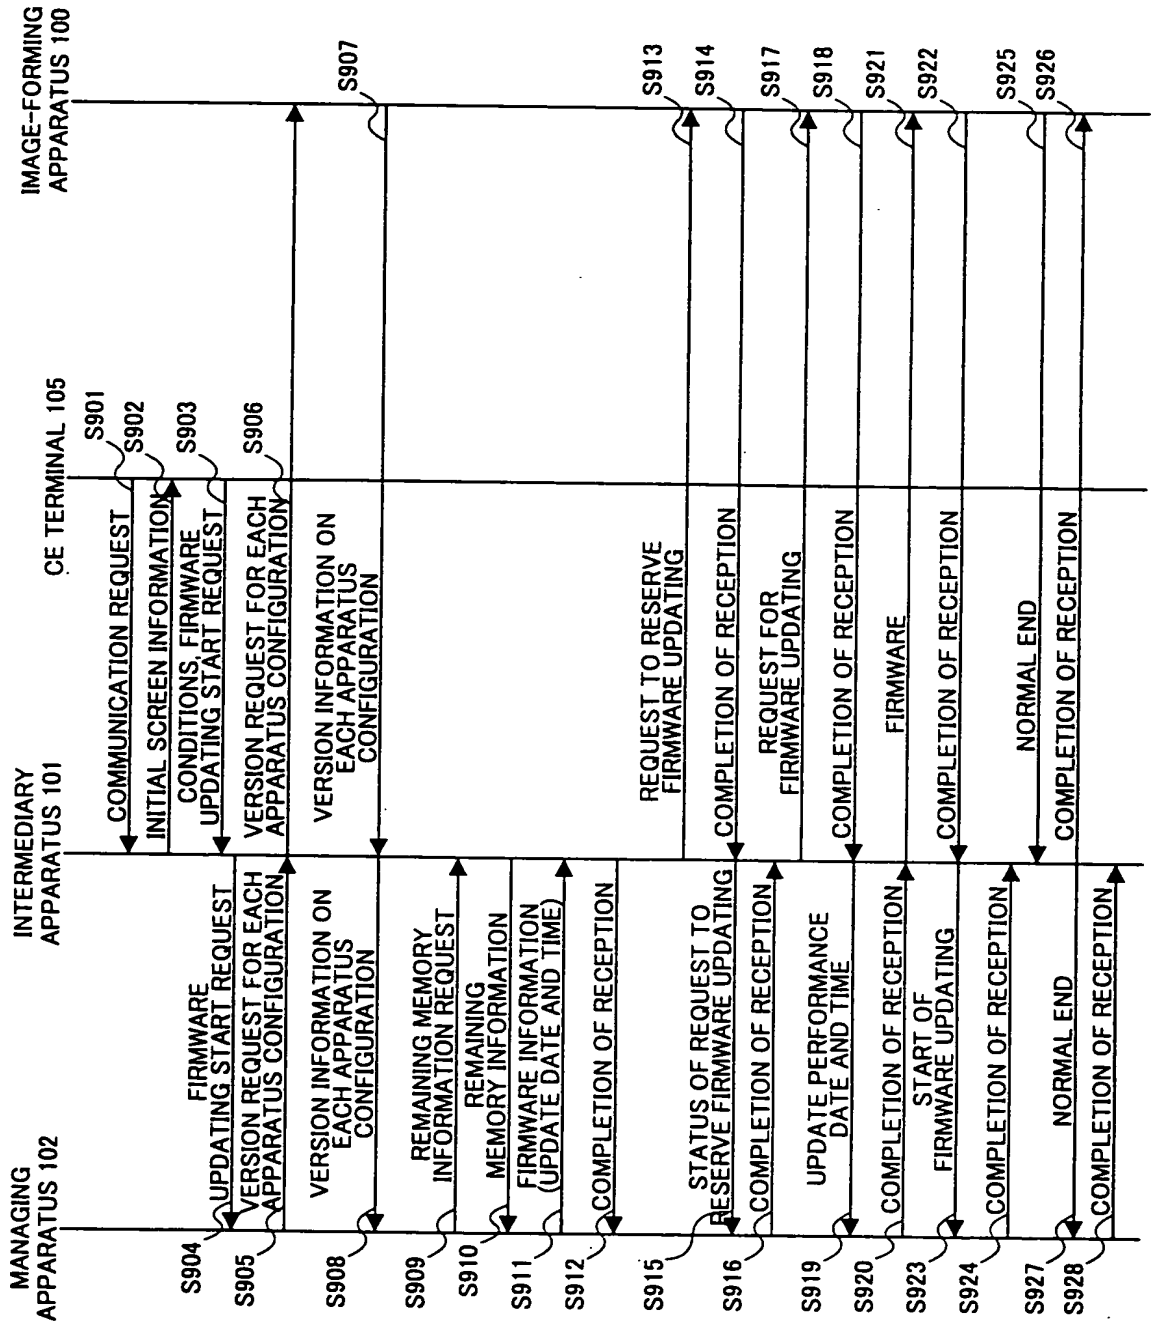 MANAGING
APPARATUS 102
INTERMEDIARY
APPARATUS 101
CE TERMINAL 105
IMAGE-FORMING
APPARATUS 100
COMMUNICATION REQUEST
S901
INITIAL SCREEN INFORMATION
S902
CONDITIONS, FIRMWARE
UPDATING START REQUEST
S903
S904
FIRMWARE
UPDATING START REQUEST
S905
VERSION REQUEST FOR EACH
APPARATUS CONFIGURATION
VERSION REQUEST FOR EACH
APPARATUS CONFIGURATION
S906
VERSION INFORMATION ON
EACH APPARATUS
CONFIGURATION
S907
S908
VERSION INFORMATION ON
EACH APPARATUS
CONFIGURATION
S909
REMAINING MEMORY
INFORMATION REQUEST
S910
REMAINING
MEMORY INFORMATION
S911
FIRMWARE INFORMATION
(UPDATE DATE AND TIME)
S912
COMPLETION OF RECEPTION
REQUEST TO RESERVE
FIRMWARE UPDATING
S913
COMPLETION OF RECEPTION
S914
S915
STATUS OF REQUEST TO
RESERVE FIRMWARE UPDATING
S916
COMPLETION OF RECEPTION
REQUEST FOR
FIRMWARE UPDATING
S917
COMPLETION OF RECEPTION
S918
S919
UPDATE PERFORMANCE
DATE AND TIME
S920
COMPLETION OF RECEPTION
FIRMWARE
S921
COMPLETION OF RECEPTION
S922
S923
START OF
FIRMWARE UPDATING
S924
COMPLETION OF RECEPTION
NORMAL END
S925
COMPLETION OF RECEPTION
S926
S927
NORMAL END
S928
COMPLETION OF RECEPTION